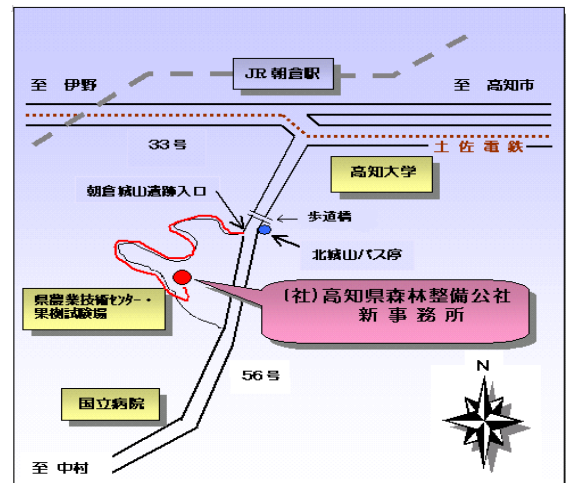 JR 朝倉駅
至 伊野
至 高知市
33号
土佐電鉄
高知大学
朝倉城山遺跡入口
歩道橋
北城山バス停
県農業技術センター・
果樹試験場
(社)高知県森林整備公社
新事務所
56号
N
国立病院
至 中村